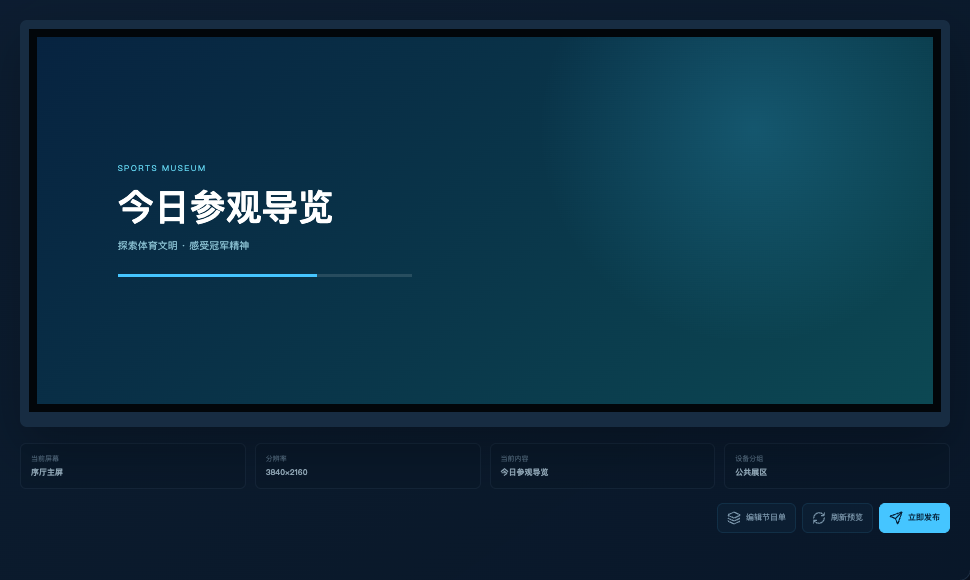 SPORTS MUSEUM
今日参观导览
探索体育文明 · 感受冠军精神
当前屏幕
序厅主屏
分辨率
3840×2160
当前内容
今日参观导览
设备分组
公共展区
编辑节目单
刷新预览
立即发布